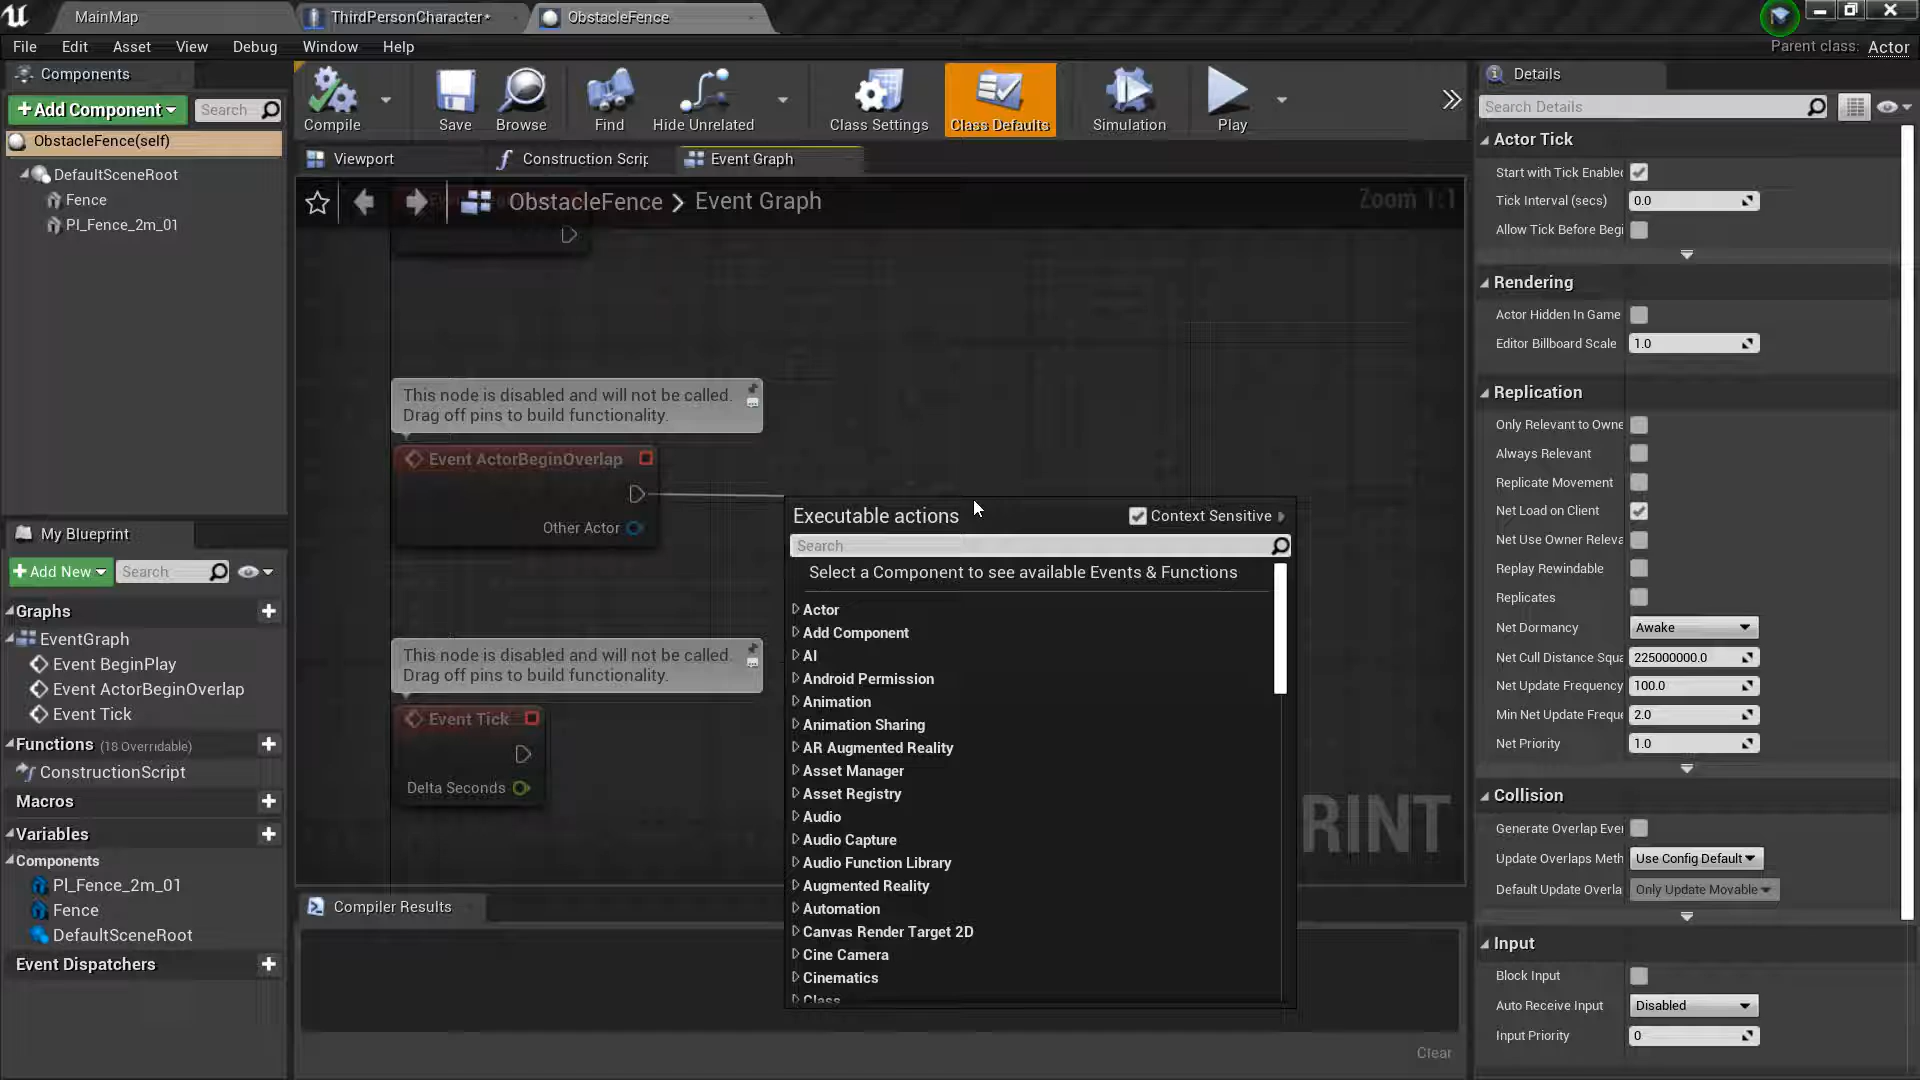 MainMap
ThirdPersonCharacter*
ObstacleFence
File Edit Asset View Debug Window Help
Parent class: Actor
Components
+Add Component
Search
ObstacleFence(self)
DefaultSceneRoot
Fence
Pl_Fence_2m_01
My Blueprint
+Add New
Search
Graphs
EventGraph
Event BeginPlay
Event ActorBeginOverlap
Event Tick
Functions (18 Overridable)
ConstructionScript
Macros
Variables
Components
Pl_Fence_2m_01
Fence
DefaultSceneRoot
Event Dispatchers
Compile
Save
Browse
Find
Hide Unrelated
Class Settings
Class Defaults
Simulation
Play
Viewport
Construction Scrip
Event Graph
ObstacleFence > Event Graph
Zoom 1:1
This node is disabled and will not be called.
Drag off pins to build functionality.
Event ActorBeginOverlap
Other Actor
This node is disabled and will not be called.
Drag off pins to build functionality.
Event Tick
Delta Seconds
Executable actions
Context Sensitive
Search
Select a Component to see available Events & Functions
Actor
Add Component
AI
Android Permission
Animation
Animation Sharing
AR Augmented Reality
Asset Manager
Asset Registry
Audio
Audio Capture
Audio Function Library
Augmented Reality
Automation
Canvas Render Target 2D
Cine Camera
Cinematics
Class
RINT
Compiler Results
Clear
Details
Search Details
Actor Tick
Start with Tick Enabled
Tick Interval (secs) 0.0
Allow Tick Before Begi
Rendering
Actor Hidden In Game
Editor Billboard Scale 1.0
Replication
Only Relevant to Owne
Always Relevant
Replicate Movement
Net Load on Client
Net Use Owner Releva
Replay Rewindable
Replicates
Net Dormancy Awake
Net Cull Distance Squa 225000000.0
Net Update Frequency 100.0
Min Net Update Freque 2.0
Net Priority 1.0
Collision
Generate Overlap Ever
Update Overlaps Meth Use Config Default
Default Update Overla Only Update Movable
Input
Block Input
Auto Receive Input Disabled
Input Priority 0